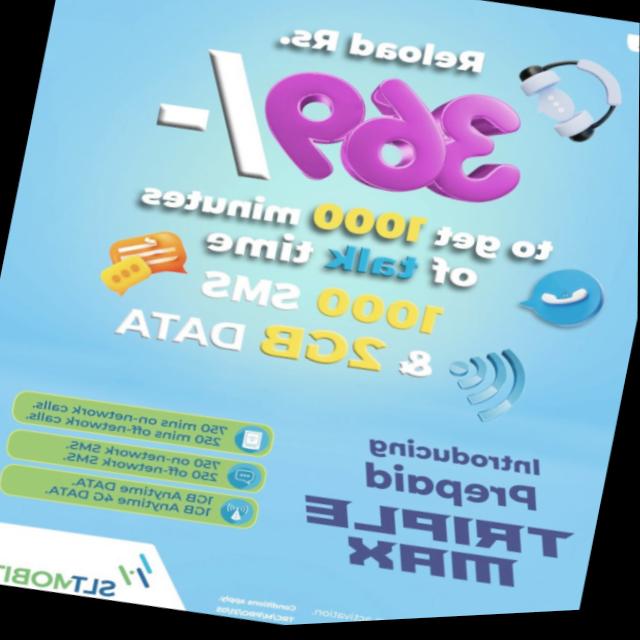 Reload Rs.
369/-
to get 1000 minutes
of talk time
1000 SMS
& 2GB DATA
750 mins on-network calls.
250 mins off-network calls.
750 on-network SMS.
250 off-network SMS.
1GB Anytime DATA.
1GB Anytime 4G DATA.
Introducing
Prepaid
TRIPLE
MAX
SLTMOBIT
Conditions apply.
activation.